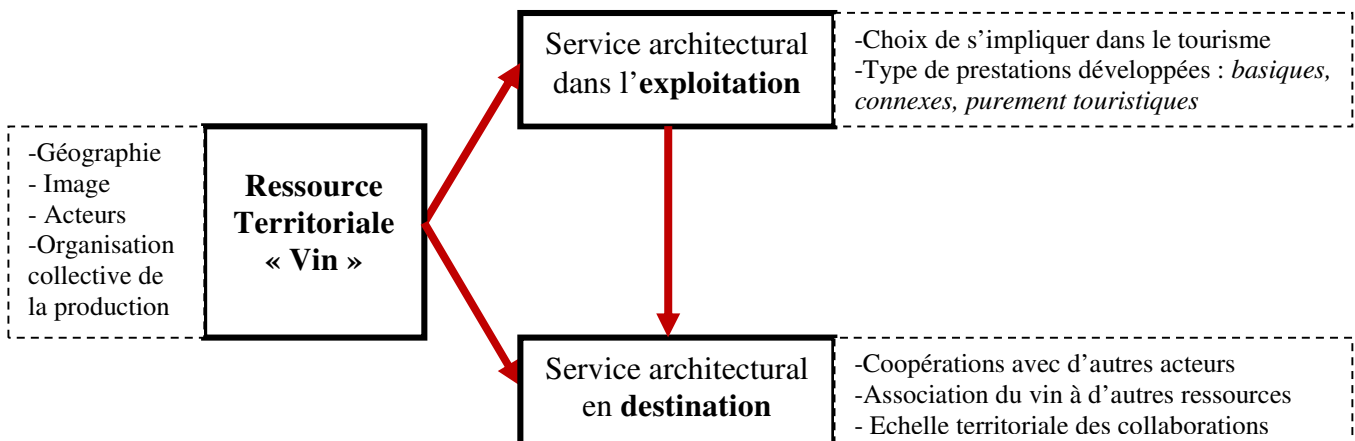 -Géographie
- Image
- Acteurs
-Organisation
collective de
la production
Ressource
Territoriale
« Vin »
Service architectural
dans l’exploitation
-Choix de s’impliquer dans le tourisme
-Type de prestations développées : basiques,
connexes, purement touristiques
Service architectural
en destination
-Coopérations avec d’autres acteurs
-Association du vin à d’autres ressources
- Echelle territoriale des collaborations